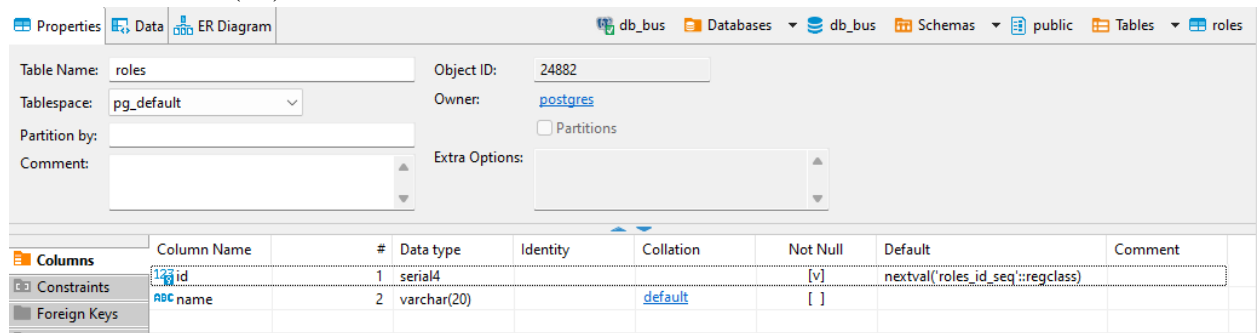 Properties Data ER Diagram db_bus Databases db_bus Schemas public Tables roles
Table Name: roles Object ID: 24882
Tablespace: pg_default Owner: postgres
Partition by: Partitions
Comment: Extra Options:
Column Name # Data type Identity Collation Not Null Default Comment
Columns
123 id 1 serial4 [v] nextval('roles_id_seq'::regclass)
Constraints
ABC name 2 varchar(20) default [ ]
Foreign Keys